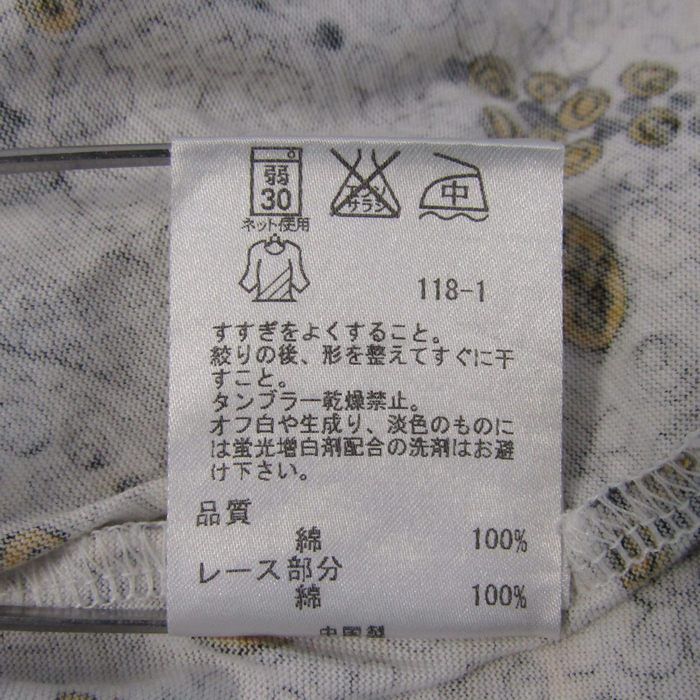 弱
30
エンソ
サラシ
中
ネット使用
118-1
すすぎをよくすること。
絞りの後、形を整えてすぐに干
すこと。
タンブラー乾燥禁止。
オフ白や生成り、淡色のものに
は蛍光増白剤配合の洗剤はお避
け下さい。
品質
綿 100%
レース部分
綿 100%
中国製